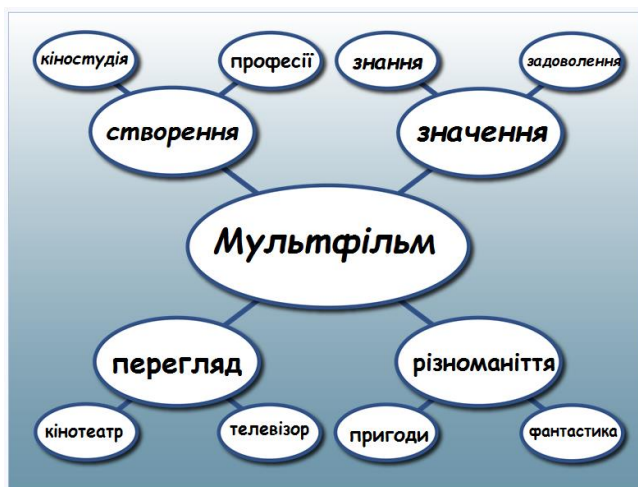 кіностудія
професії
знання
задоволення
створення
значення
Мультфільм
перегляд
різноманіття
кінотеатр
телевізор
пригоди
фантастика